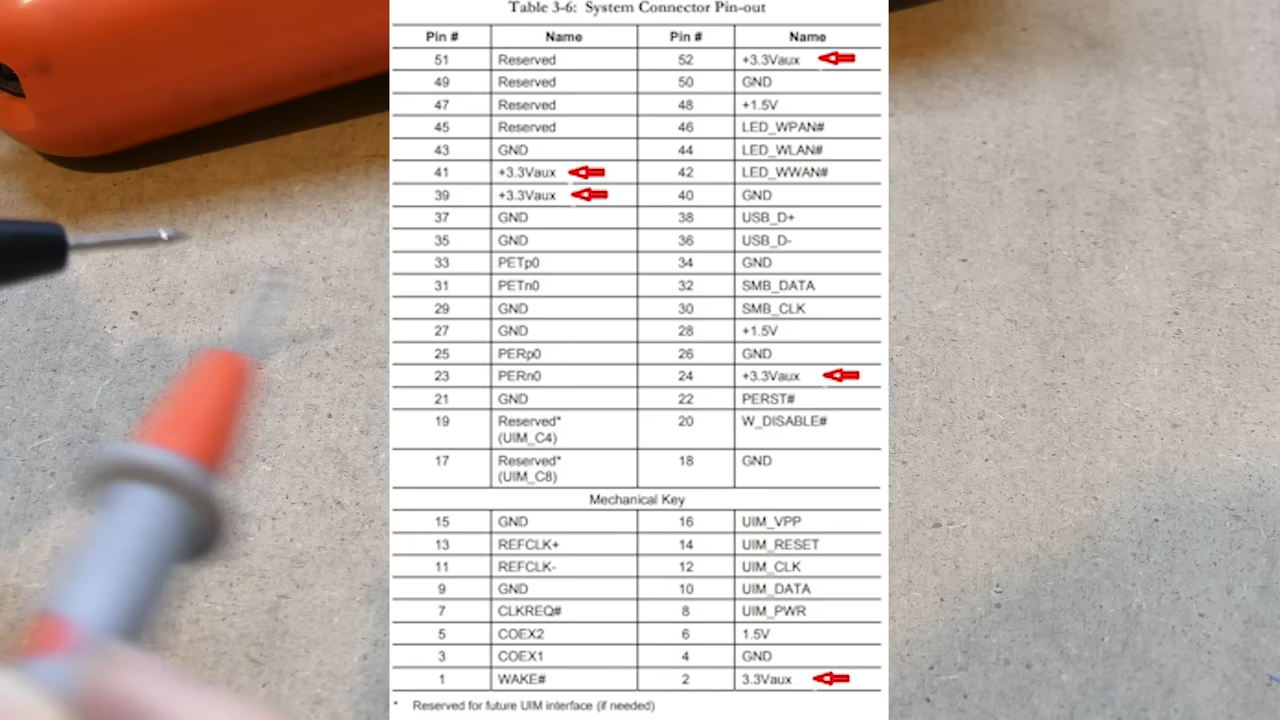 Table 3-6: System Connector Pin-out
Pin # Name Pin # Name
51 Reserved 52 +3.3Vaux
49 Reserved 50 GND
47 Reserved 48 +1.5V
45 Reserved 46 LED_WPAN#
43 GND 44 LED_WLAN#
41 +3.3Vaux 42 LED_WWAN#
39 +3.3Vaux 40 GND
37 GND 38 USB_D+
35 GND 36 USB_D-
33 PETp0 34 GND
31 PETn0 32 SMB_DATA
29 GND 30 SMB_CLK
27 GND 28 +1.5V
25 PERp0 26 GND
23 PERn0 24 +3.3Vaux
21 GND 22 PERST#
19 Reserved* 20 W_DISABLE#
(UIM_C4)
17 Reserved* 18 GND
(UIM_C8)
Mechanical Key
15 GND 16 UIM_VPP
13 REFCLK+ 14 UIM_RESET
11 REFCLK- 12 UIM_CLK
9 GND 10 UIM_DATA
7 CLKREQ# 8 UIM_PWR
5 COEX2 6 1.5V
3 COEX1 4 GND
1 WAKE# 2 3.3Vaux
* Reserved for future UIM interface (if needed)